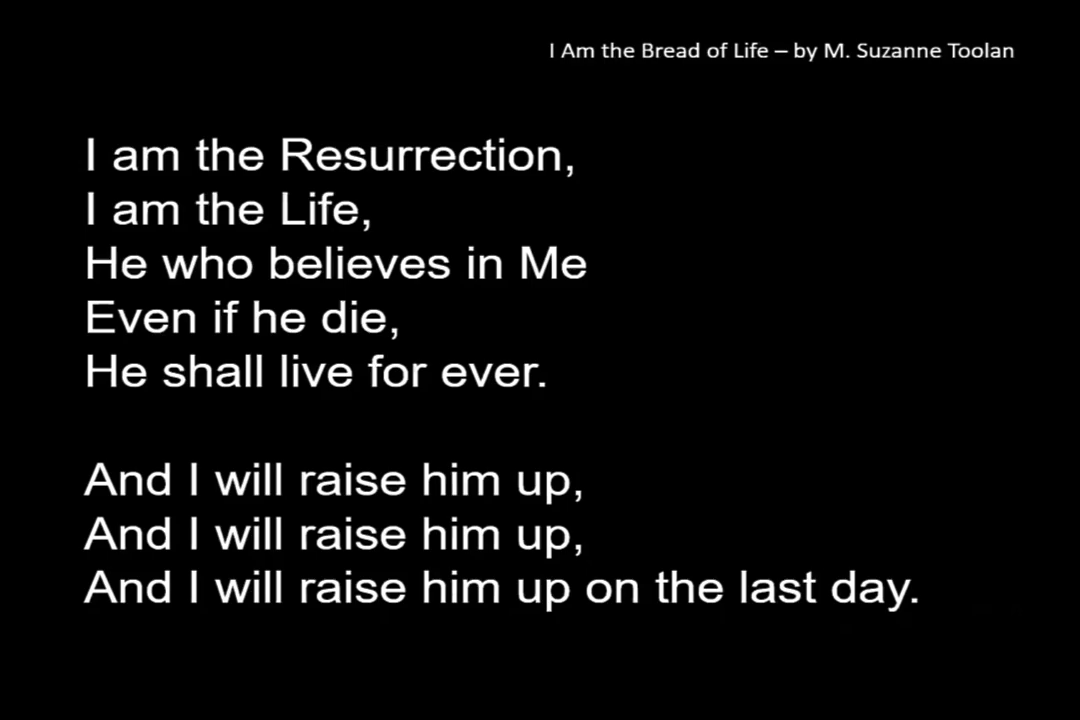 I Am the Bread of Life – by M. Suzanne Toolan
I am the Resurrection,
I am the Life,
He who believes in Me
Even if he die,
He shall live for ever.
And I will raise him up,
And I will raise him up,
And I will raise him up on the last day.